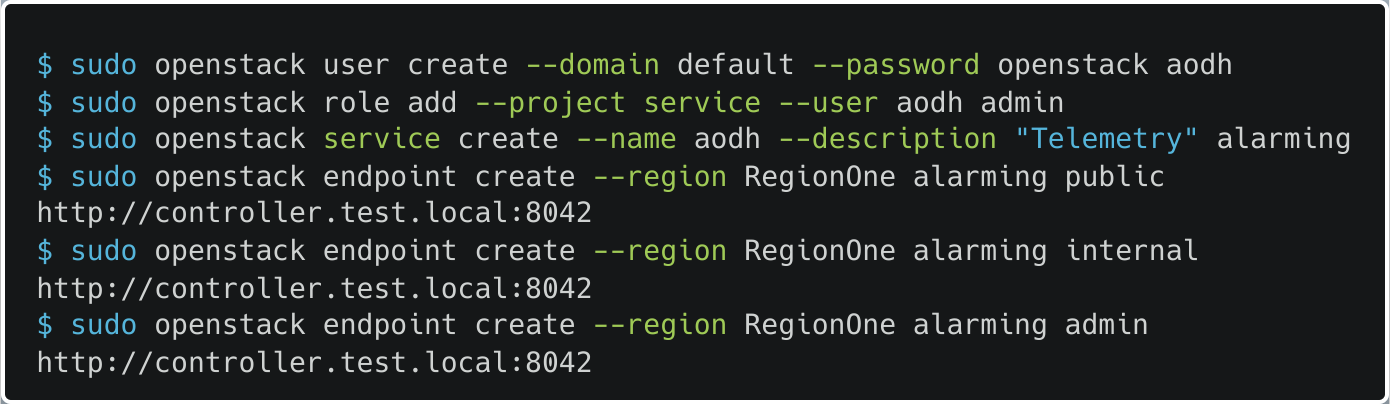 $ sudo openstack user create --domain default --password openstack aodh
$ sudo openstack role add --project service --user aodh admin
$ sudo openstack service create --name aodh --description "Telemetry" alarming
$ sudo openstack endpoint create --region RegionOne alarming public
http://controller.test.local:8042
$ sudo openstack endpoint create --region RegionOne alarming internal
http://controller.test.local:8042
$ sudo openstack endpoint create --region RegionOne alarming admin
http://controller.test.local:8042